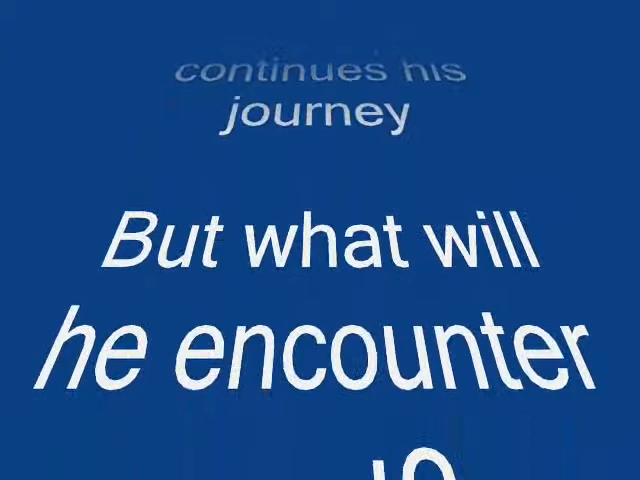 continues his
journey
But what will
he encounter